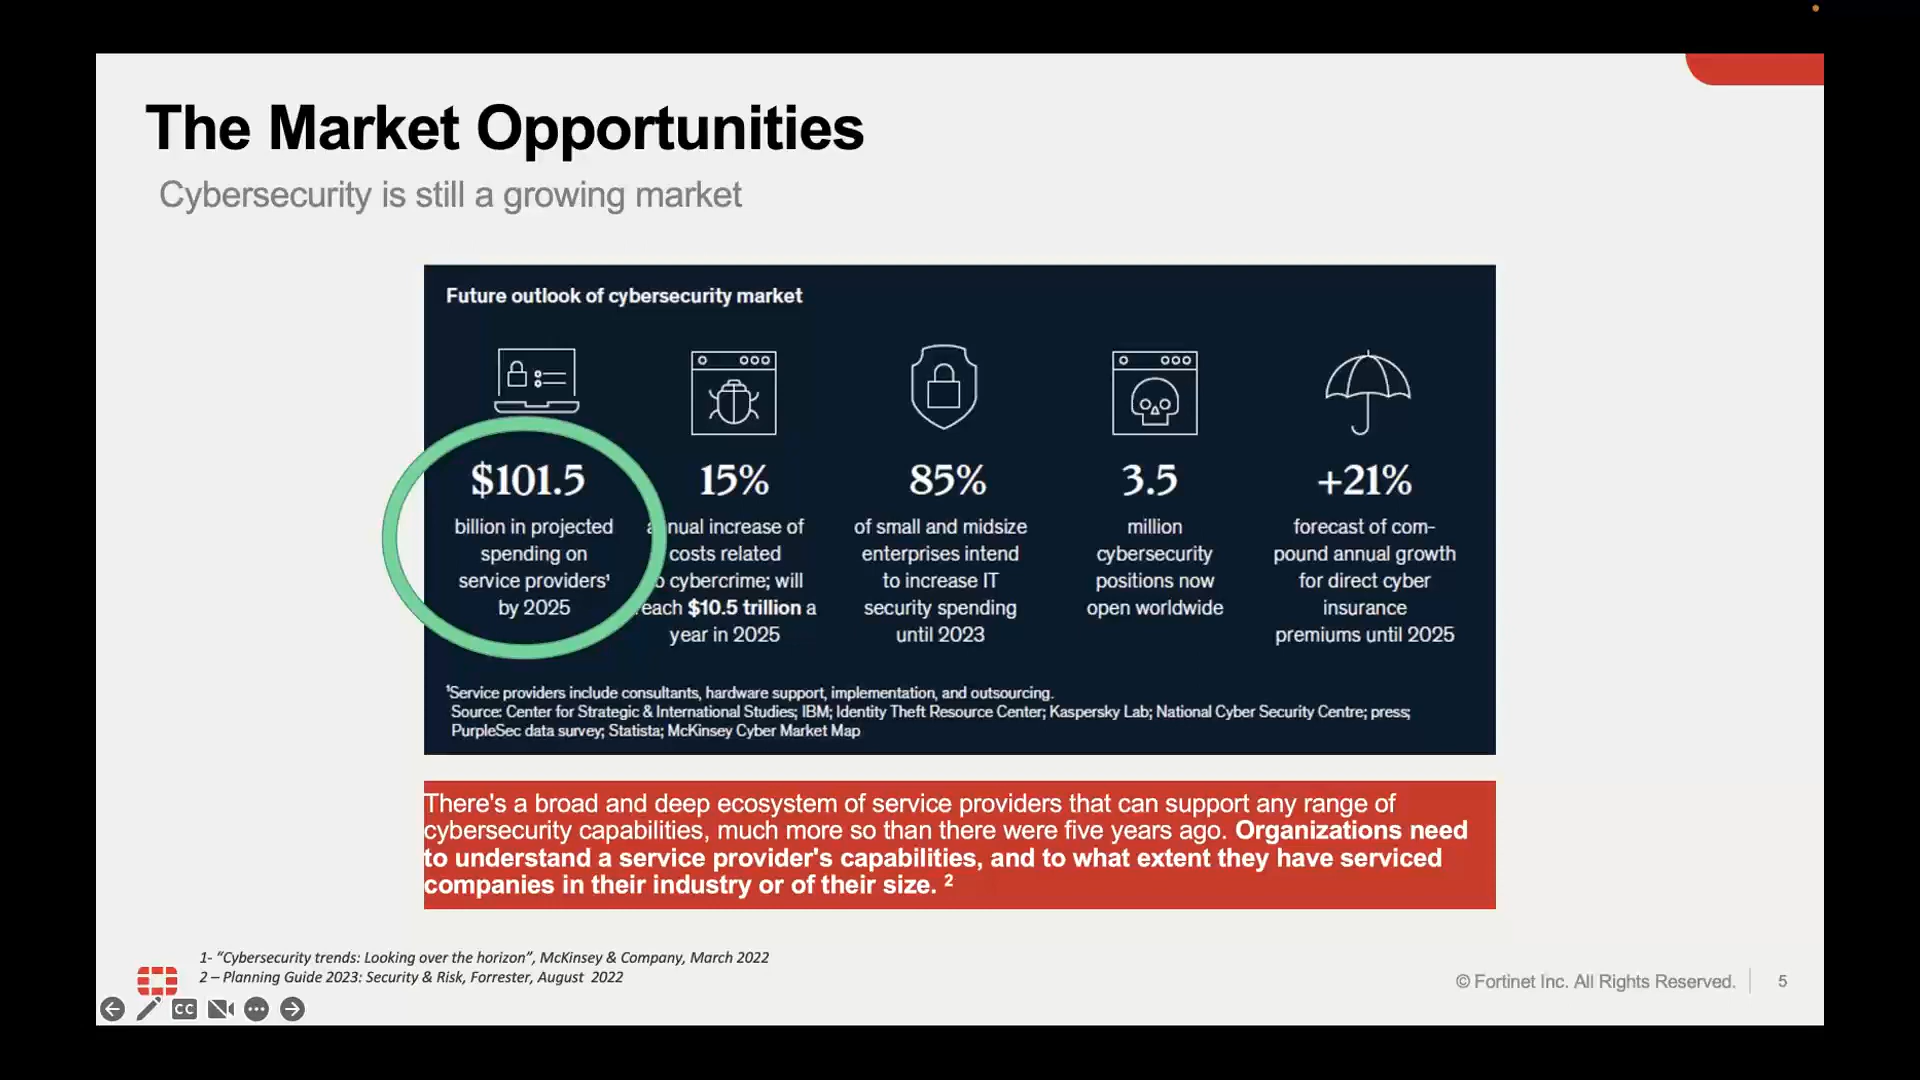 The Market Opportunities
Cybersecurity is still a growing market
Future outlook of cybersecurity market
$101.5
billion in projected
spending on
service providers¹
by 2025
15%
annual increase of
costs related
cybercrime; will
$10.5 trillion a
year in 2025
85%
of small and midsize
enterprises intend
to increase IT
security spending
until 2023
3.5
million
cybersecurity
positions now
open worldwide
+21%
forecast of com-
pound annual growth
for direct cyber
insurance
premiums until 2025
¹Service providers include consultants, hardware support, implementation, and outsourcing.
Source: Center for Strategic & International Studies; IBM; Identity Theft Resource Center; Kaspersky Lab; National Cyber Security Centre; press;
PurpleSec data survey; Statista; McKinsey Cyber Market Map
There's a broad and deep ecosystem of service providers that can support any range of
cybersecurity capabilities, much more so than there were five years ago. Organizations need
to understand a service provider's capabilities, and to what extent they have serviced
companies in their industry or of their size. ²
1- “Cybersecurity trends: Looking over the horizon”, McKinsey & Company, March 2022
2 – Planning Guide 2023: Security & Risk, Forrester, August 2022
CC
© Fortinet Inc. All Rights Reserved.
5